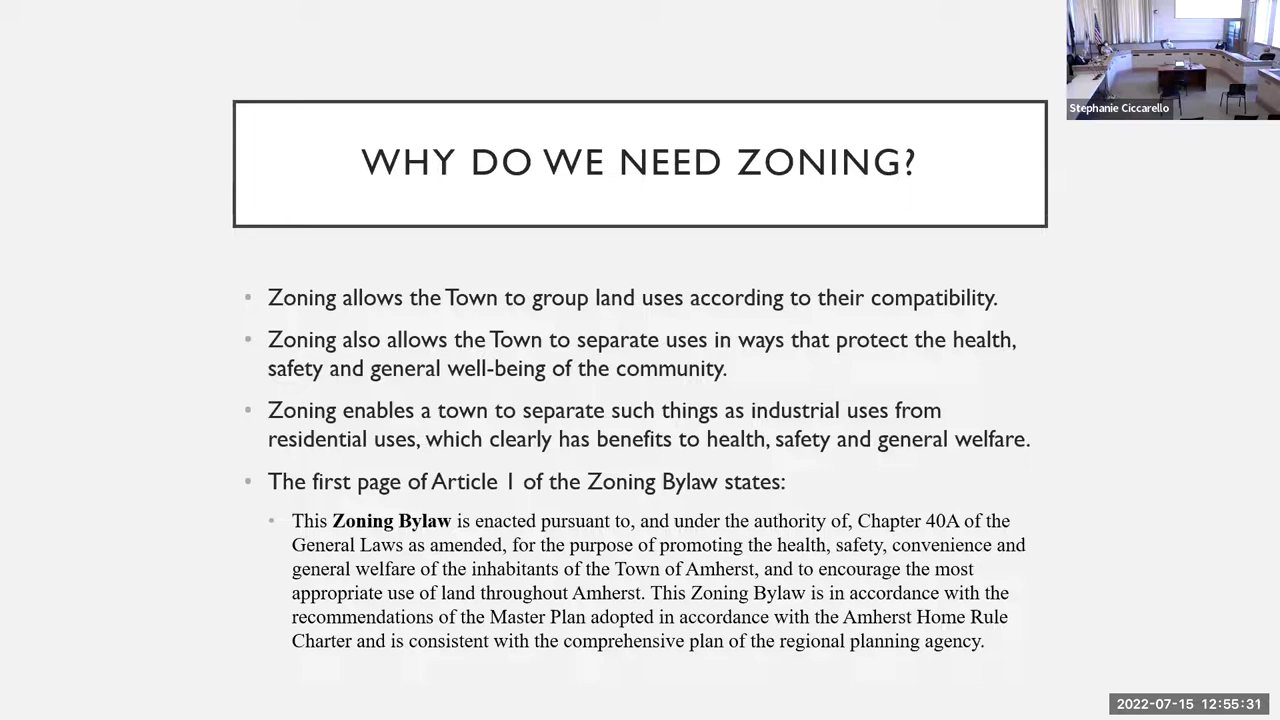 Stephanie Ciccarello
WHY DO WE NEED ZONING?
• Zoning allows the Town to group land uses according to their compatibility.
• Zoning also allows the Town to separate uses in ways that protect the health,
safety and general well-being of the community.
• Zoning enables a town to separate such things as industrial uses from
residential uses, which clearly has benefits to health, safety and general welfare.
• The first page of Article 1 of the Zoning Bylaw states:
• This Zoning Bylaw is enacted pursuant to, and under the authority of, Chapter 40A of the
General Laws as amended, for the purpose of promoting the health, safety, convenience and
general welfare of the inhabitants of the Town of Amherst, and to encourage the most
appropriate use of land throughout Amherst. This Zoning Bylaw is in accordance with the
recommendations of the Master Plan adopted in accordance with the Amherst Home Rule
Charter and is consistent with the comprehensive plan of the regional planning agency.
2022-07-15 12:55:31